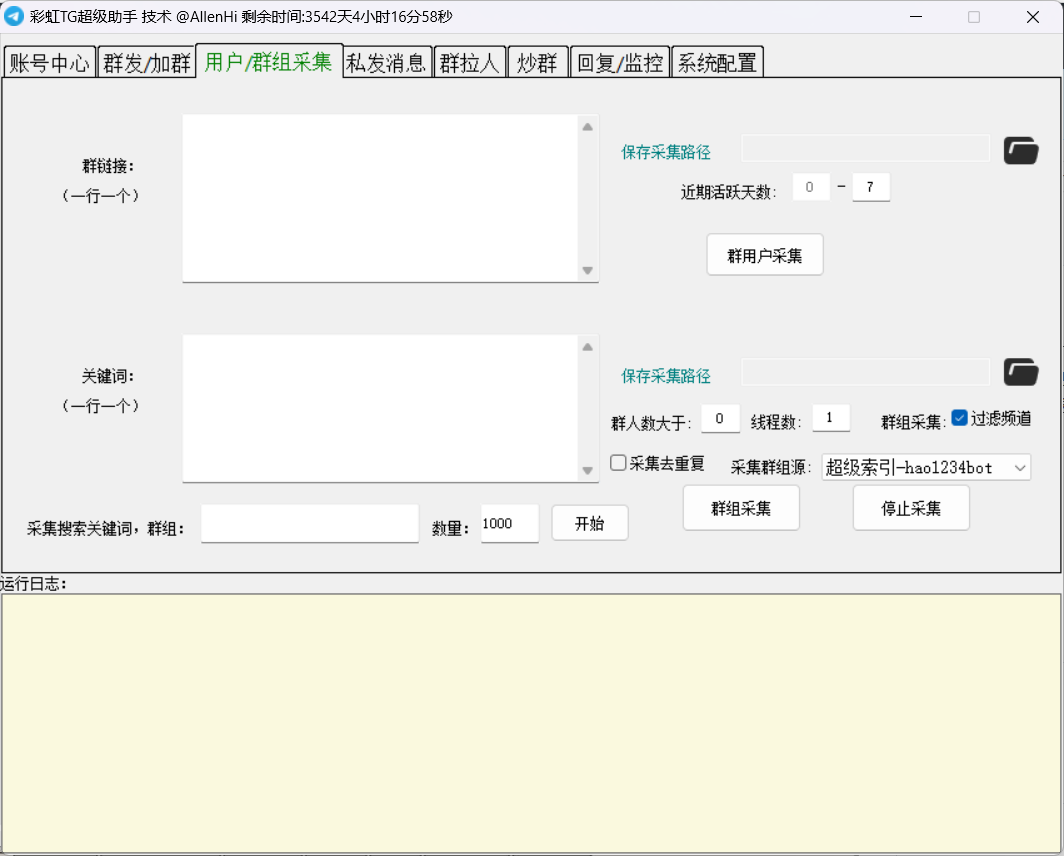 彩虹TG超级助手 技术 @AllenHi 剩余时间:3542天4小时16分58秒
账号中心 群发/加群 用户/群组采集 私发消息 群拉人 炒群 回复/监控 系统配置
群链接:
(一行一个)
保存采集路径
近期活跃天数: 0 - 7
群用户采集
关键词:
(一行一个)
保存采集路径
群人数大于: 0 线程数: 1 群组采集: 过滤频道
采集去重复 采集群组源: 超级索引-hao1234bot
群组采集 停止采集
采集搜索关键词，群组: 数量: 1000 开始
运行日志: